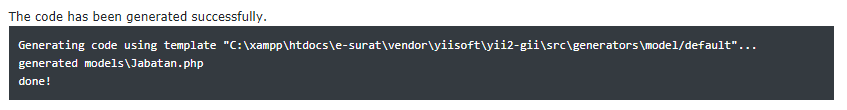 The code has been generated successfully.
Generating code using template "C:\xampp\htdocs\e-surat\vendor\yiisoft\yii2-gii\src\generators\model/default"...
generated models\Jabatan.php
done!